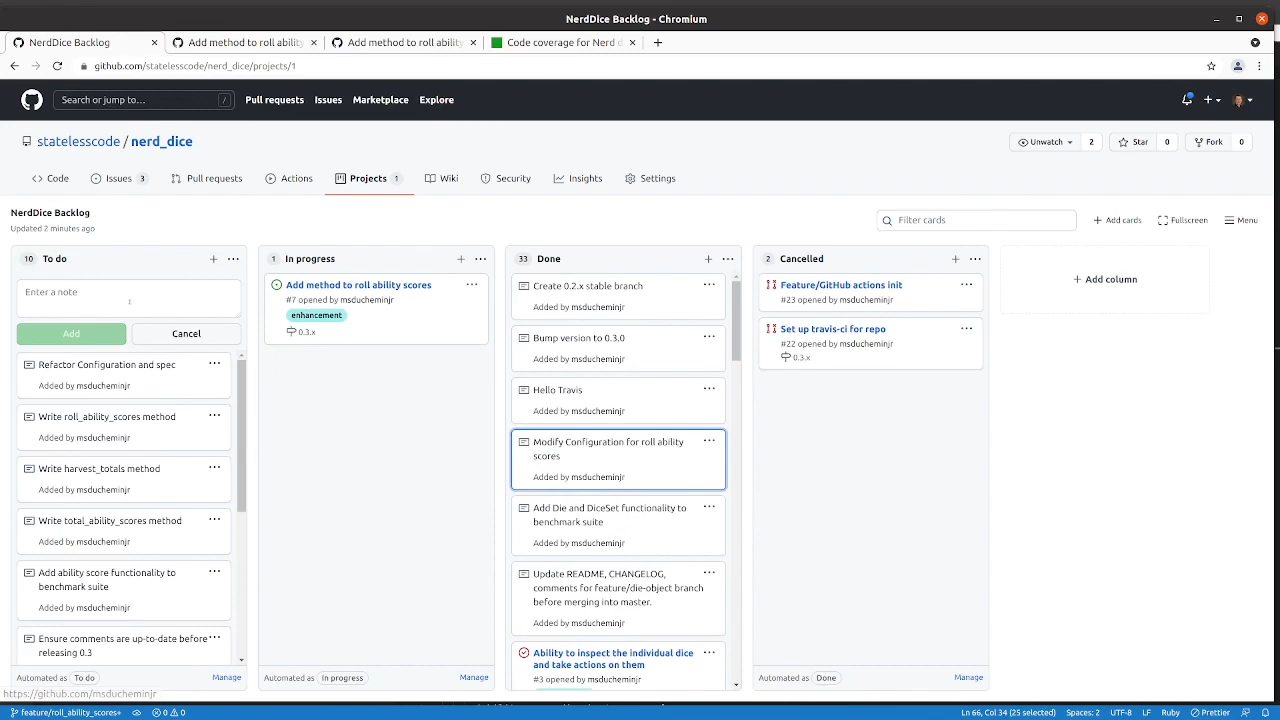 NerdDice Backlog - Chromium
NerdDice Backlog
Add method to roll ability
Add method to roll ability
Code coverage for Nerd d
github.com/statelesscode/nerd_dice/projects/1
Search or jump to...
/
Pull requests
Issues
Marketplace
Explore
statelesscode / nerd_dice
Unwatch
2
Star
0
Fork
0
Code
Issues 3
Pull requests
Actions
Projects 1
Wiki
Security
Insights
Settings
NerdDice Backlog
Updated 2 minutes ago
Filter cards
Add cards
Fullscreen
Menu
10 To do
Enter a note
Add
Cancel
Refactor Configuration and spec
Added by msducheminjr
Write roll_ability_scores method
Added by msducheminjr
Write harvest_totals method
Added by msducheminjr
Write total_ability_scores method
Added by msducheminjr
Add ability score functionality to
benchmark suite
Added by msducheminjr
Ensure comments are up-to-date before
releasing 0.3
Automated as To do
Manage
1 In progress
Add method to roll ability scores
#7 opened by msducheminjr
enhancement
0.3.x
Automated as In progress
Manage
33 Done
Create 0.2.x stable branch
Added by msducheminjr
Bump version to 0.3.0
Added by msducheminjr
Hello Travis
Added by msducheminjr
Modify Configuration for roll ability
scores
Added by msducheminjr
Add Die and DiceSet functionality to
benchmark suite
Added by msducheminjr
Update README, CHANGELOG,
comments for feature/die-object branch
before merging into master.
Added by msducheminjr
Ability to inspect the individual dice
and take actions on them
#3 opened by msducheminjr
2 Cancelled
Feature/GitHub actions init
#23 opened by msducheminjr
Set up travis-ci for repo
#22 opened by msducheminjr
0.3.x
Automated as Done
Manage
+ Add column
https://github.com/msducheminjr
feature/roll_ability_scores+
0 0
Ln 66, Col 34 (25 selected)
Spaces: 2
UTF-8
LF
Ruby
Prettier